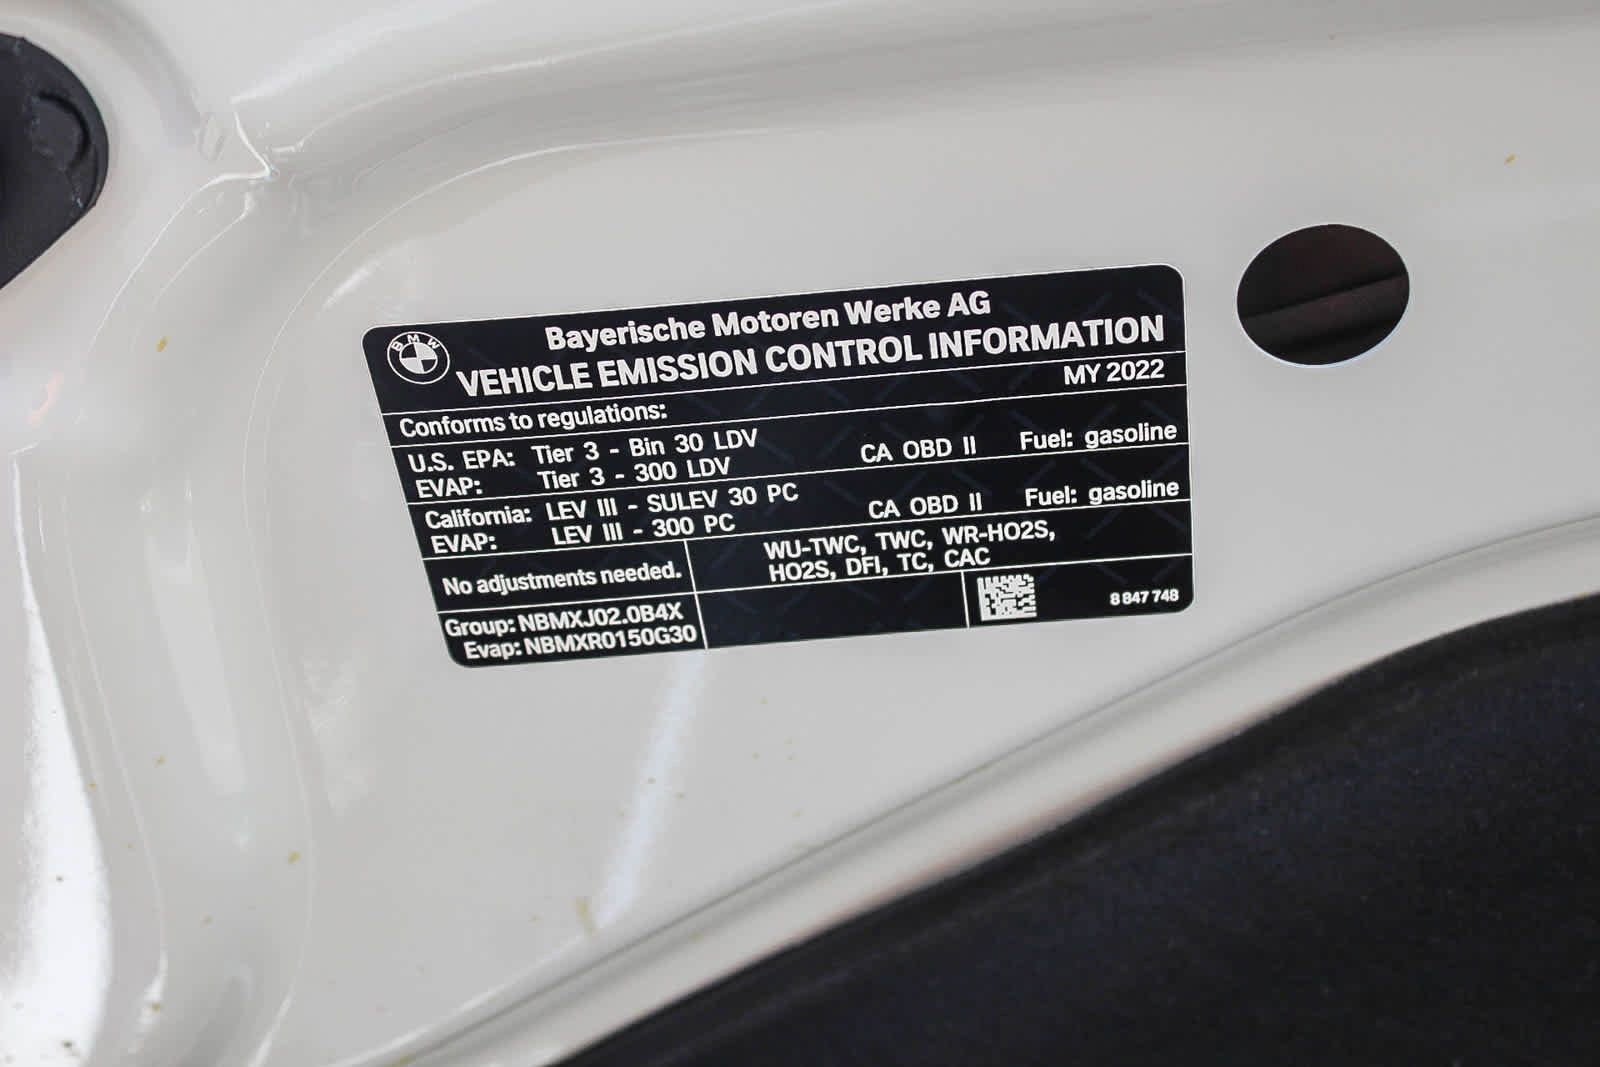 BMW
Bayerische Motoren Werke AG
VEHICLE EMISSION CONTROL INFORMATION
MY 2022
Conforms to regulations:
U.S. EPA: Tier 3 - Bin 30 LDV CA OBD II Fuel: gasoline
EVAP: Tier 3 - 300 LDV
California: LEV III - SULEV 30 PC CA OBD II Fuel: gasoline
EVAP: LEV III - 300 PC
No adjustments needed.
WU-TWC, TWC, WR-HO2S,
HO2S, DFI, TC, CAC
Group: NBMXJ02.0B4X
Evap: NBMXR0150G30
8 847 748